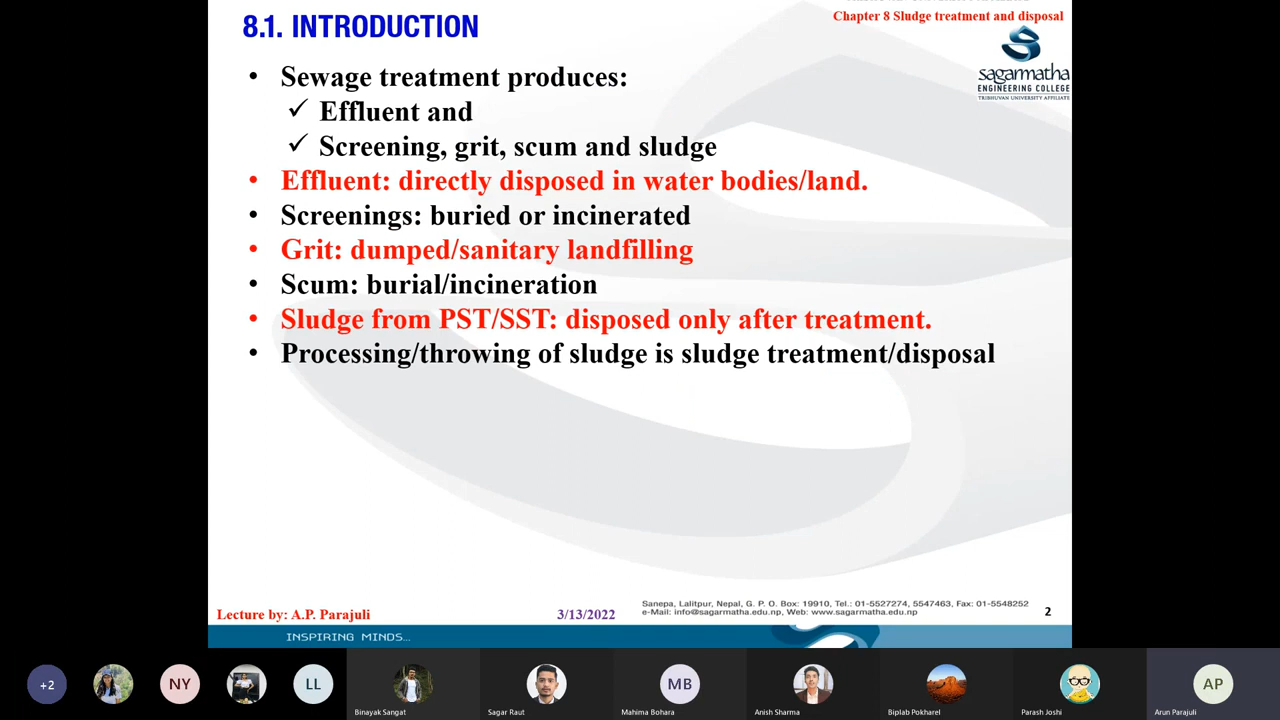 8.1. INTRODUCTION
Chapter 8 Sludge treatment and disposal
sagarmatha
ENGINEERING COLLEGE
TRIBHUVAN UNIVERSITY AFFILIATE
• Sewage treatment produces:
✓ Effluent and
✓ Screening, grit, scum and sludge
• Effluent: directly disposed in water bodies/land.
• Screenings: buried or incinerated
• Grit: dumped/sanitary landfilling
• Scum: burial/incineration
• Sludge from PST/SST: disposed only after treatment.
• Processing/throwing of sludge is sludge treatment/disposal
Lecture by: A.P. Parajuli
3/13/2022
Sanepa, Lalitpur, Nepal, G. P. O. Box: 19910, Tel.: 01-5527274, 5547463, Fax: 01-5548252
e-Mail: info@sagarmatha.edu.np, Web: www.sagarmatha.edu.np
2
INSPIRING MINDS...
+2
NY
LL
MB
AP
Binayak Sangat
Sagar Raut
Mahima Bohara
Anish Sharma
Biplab Pokharel
Parash Joshi
Arun Parajuli